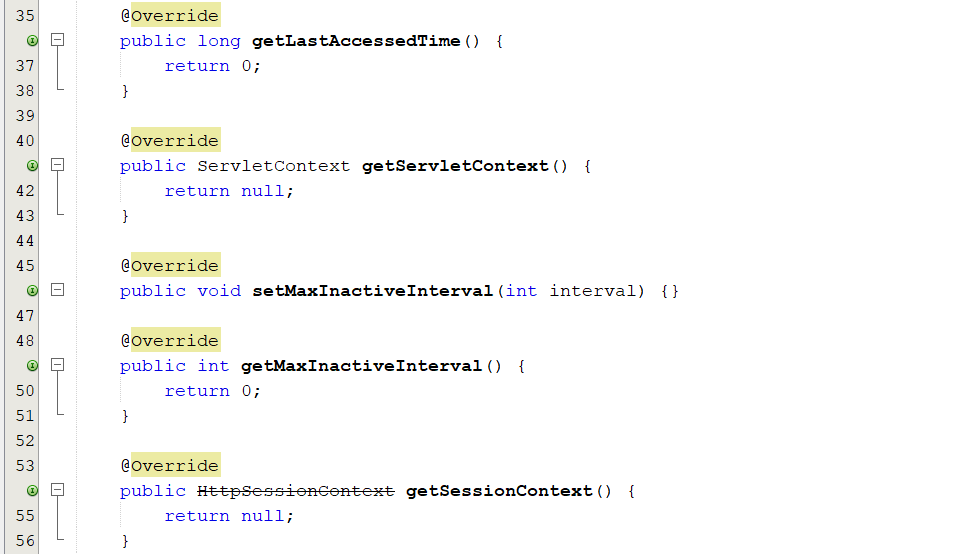 35 @Override
public long getLastAccessedTime() {
37 return 0;
38 }
39
40 @Override
public ServletContext getServletContext() {
42 return null;
43 }
44
45 @Override
public void setMaxInactiveInterval(int interval) {}
47
48 @Override
public int getMaxInactiveInterval() {
50 return 0;
51 }
52
53 @Override
public HttpSessionContext getSessionContext() {
55 return null;
56 }